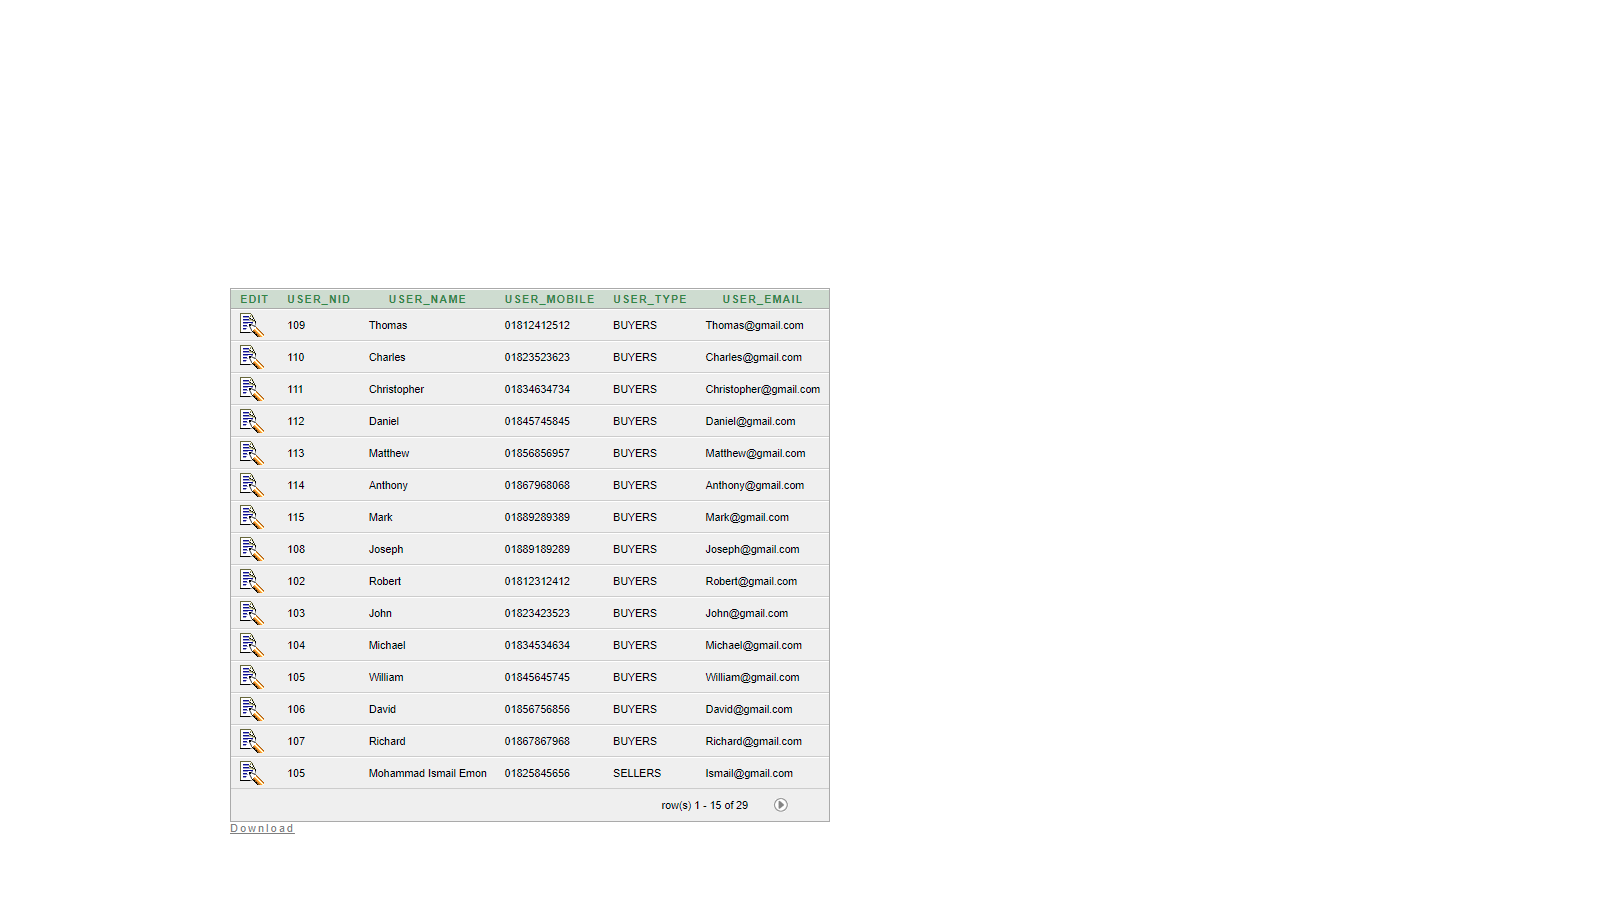 EDIT USER_NID USER_NAME USER_MOBILE USER_TYPE USER_EMAIL
109 Thomas 01812412512 BUYERS Thomas@gmail.com
110 Charles 01823523623 BUYERS Charles@gmail.com
111 Christopher 01834634734 BUYERS Christopher@gmail.com
112 Daniel 01845745845 BUYERS Daniel@gmail.com
113 Matthew 01856856957 BUYERS Matthew@gmail.com
114 Anthony 01867968068 BUYERS Anthony@gmail.com
115 Mark 01889289389 BUYERS Mark@gmail.com
108 Joseph 01889189289 BUYERS Joseph@gmail.com
102 Robert 01812312412 BUYERS Robert@gmail.com
103 John 01823423523 BUYERS John@gmail.com
104 Michael 01834534634 BUYERS Michael@gmail.com
105 William 01845645745 BUYERS William@gmail.com
106 David 01856756856 BUYERS David@gmail.com
107 Richard 01867867968 BUYERS Richard@gmail.com
105 Mohammad Ismail Emon 01825845656 SELLERS Ismail@gmail.com
row(s) 1 - 15 of 29
Download